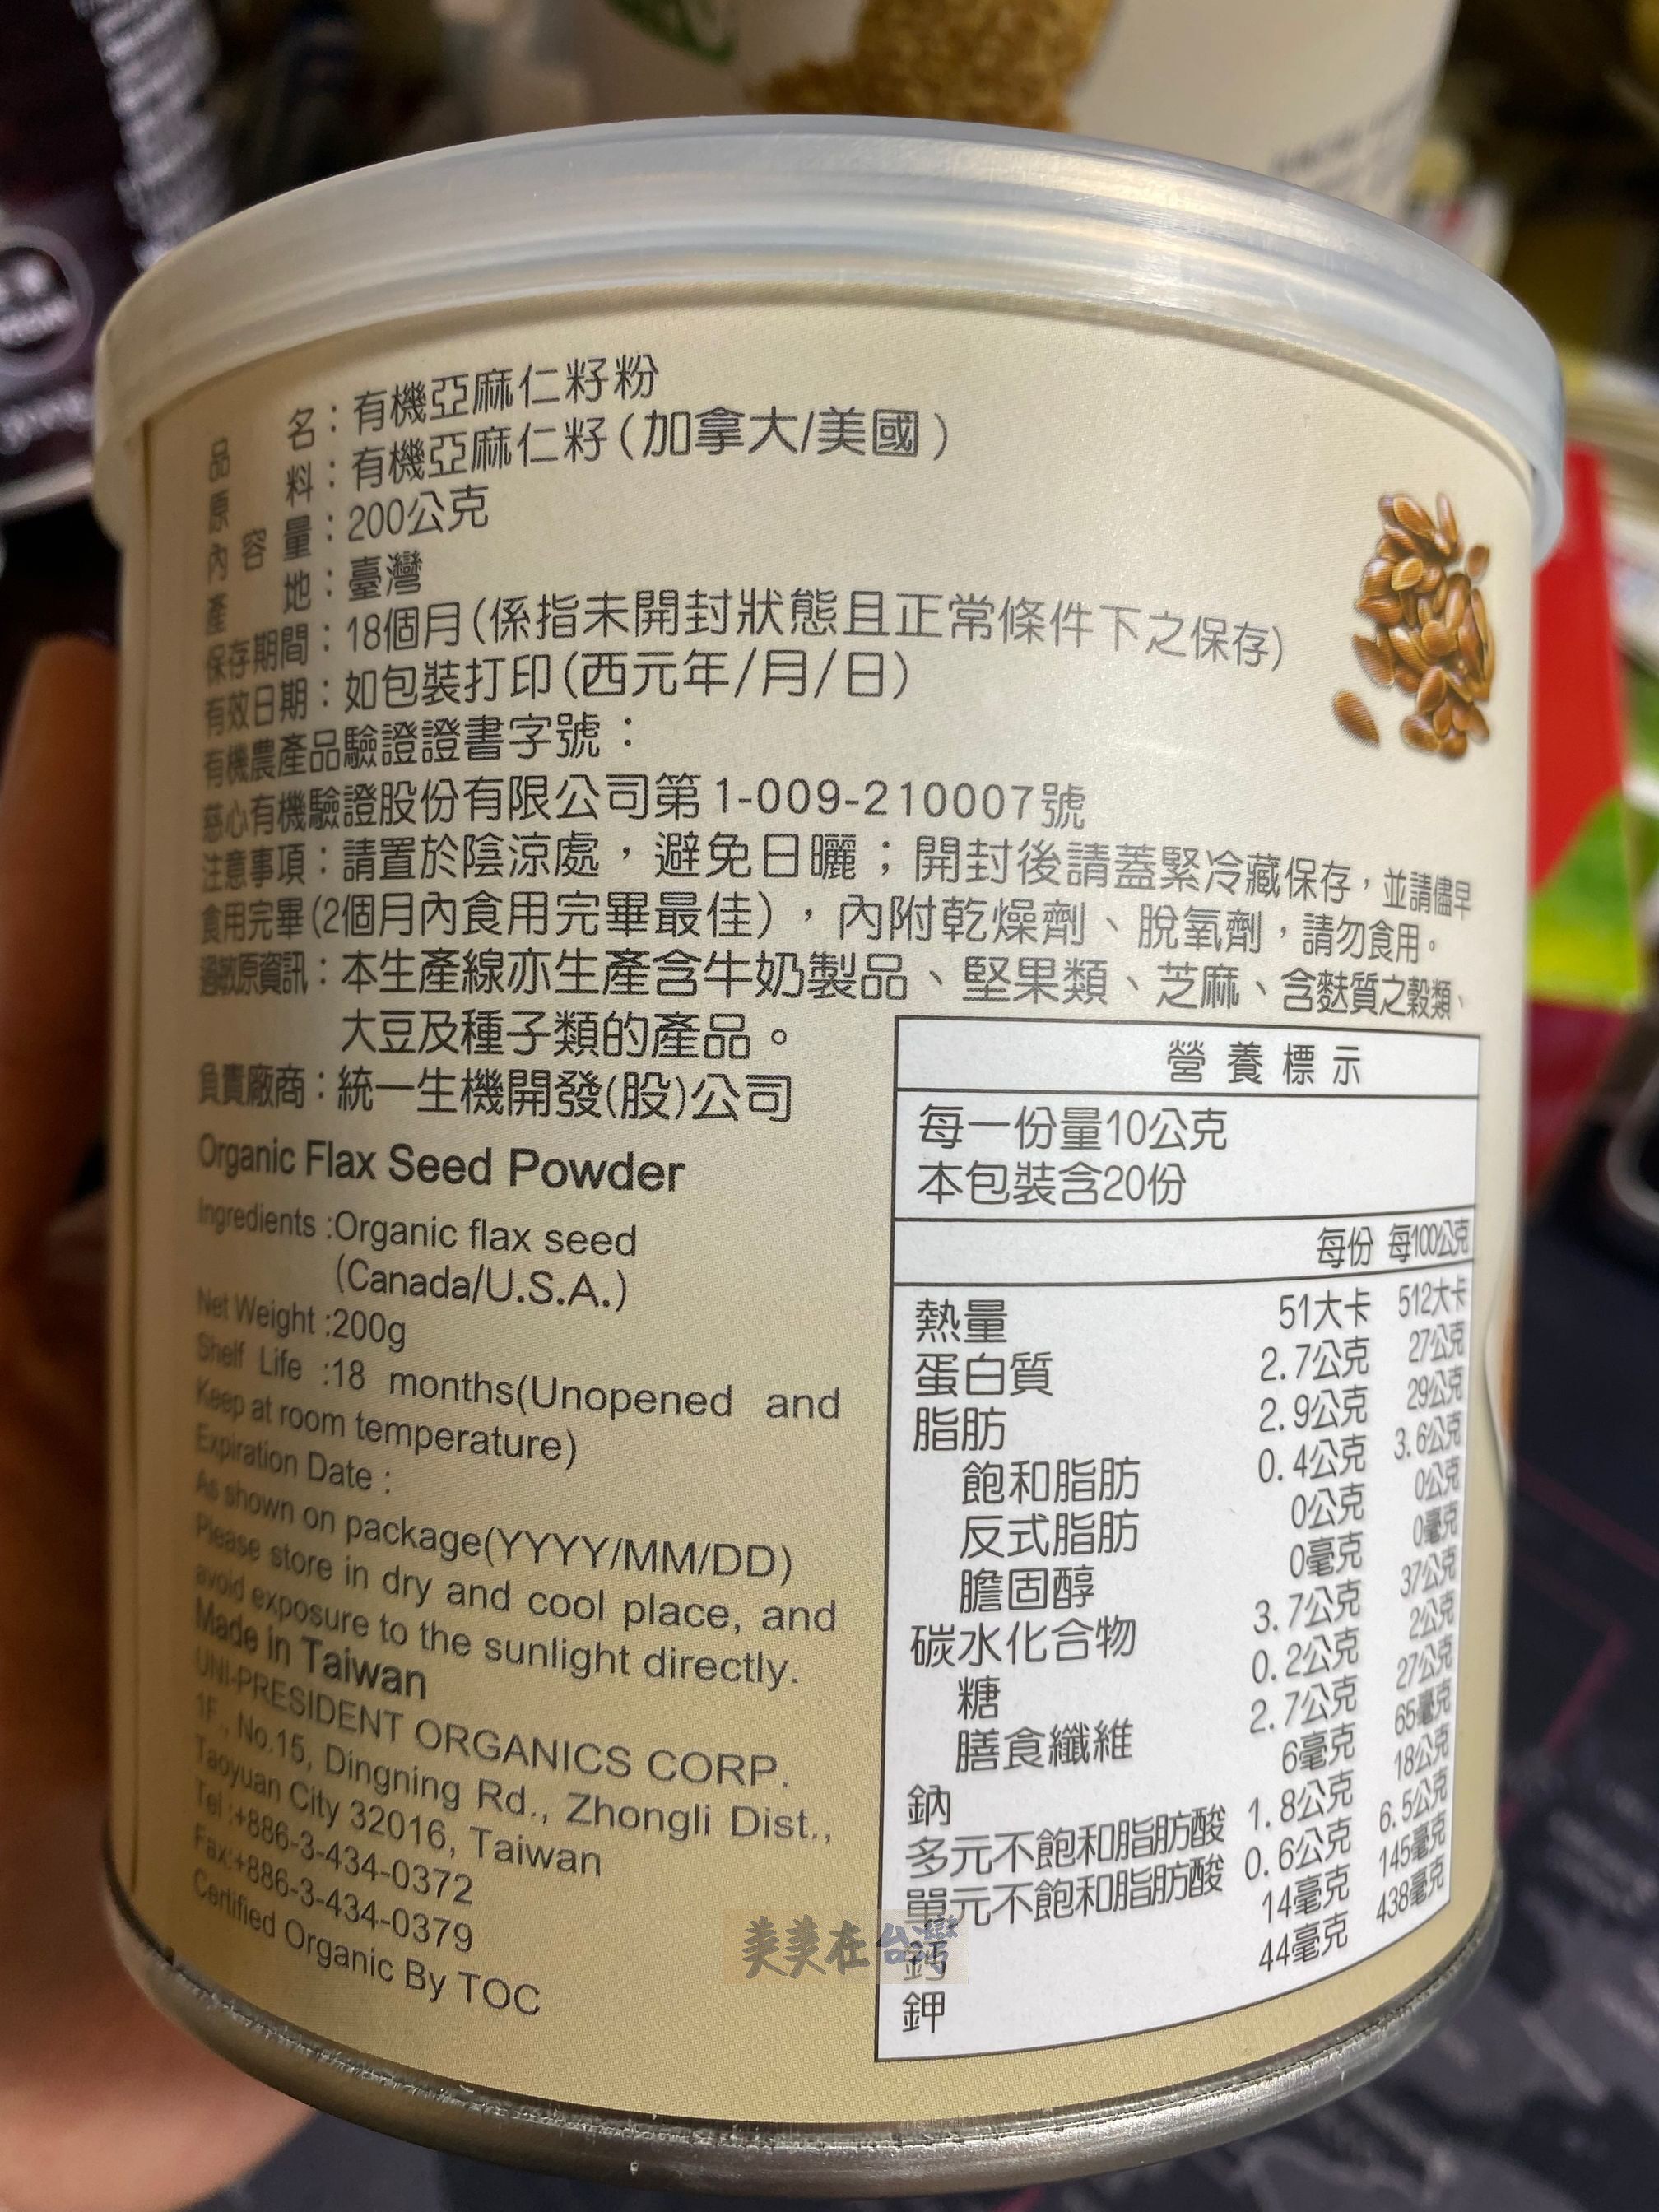 品名：有機亞麻仁籽粉
原料：有機亞麻仁籽(加拿大/美國)
內容量：200公克
產地：臺灣
保存期間：18個月(係指未開封狀態且正常條件下之保存)
有效日期：如包裝打印(西元年/月/日)
有機農產品驗證證書字號：
慈心有機驗證股份有限公司第1-009-210007號
注意事項：請置於陰涼處，避免日曬；開封後請蓋緊冷藏保存，並請儘早
食用完畢(2個月內食用完畢最佳)，內附乾燥劑、脫氧劑，請勿食用。
過敏原資訊：本生產線亦生產含牛奶製品、堅果類、芝麻、含麩質之穀類、
大豆及種子類的產品。
負責廠商：統一生機開發(股)公司
Organic Flax Seed Powder
Ingredients :Organic flax seed
(Canada/U.S.A.)
Net Weight :200g
Shelf Life :18 months(Unopened and
Keep at room temperature)
Expiration Date :
As shown on package(YYYY/MM/DD)
Please store in dry and cool place, and
avoid exposure to the sunlight directly.
Made in Taiwan
UNI-PRESIDENT ORGANICS CORP.
1F., No.15, Dingning Rd., Zhongli Dist.,
Taoyuan City 32016, Taiwan
Tel :+886-3-434-0372
Fax:+886-3-434-0379
Certified Organic By TOC
營養標示
每一份量10公克
本包裝含20份
每份 每100公克
熱量 51大卡 512大卡
蛋白質 2.7公克 27公克
脂肪 2.9公克 29公克
飽和脂肪 0.4公克 3.6公克
反式脂肪 0公克 0公克
膽固醇 0毫克 0毫克
碳水化合物 3.7公克 37公克
糖 0.2公克 2公克
膳食纖維 2.7公克 27公克
鈉 6毫克 65毫克
多元不飽和脂肪酸 1.8公克 18公克
單元不飽和脂肪酸 0.6公克 6.5公克
鈣 14毫克 145毫克
鉀 44毫克 438毫克
美美在台灣